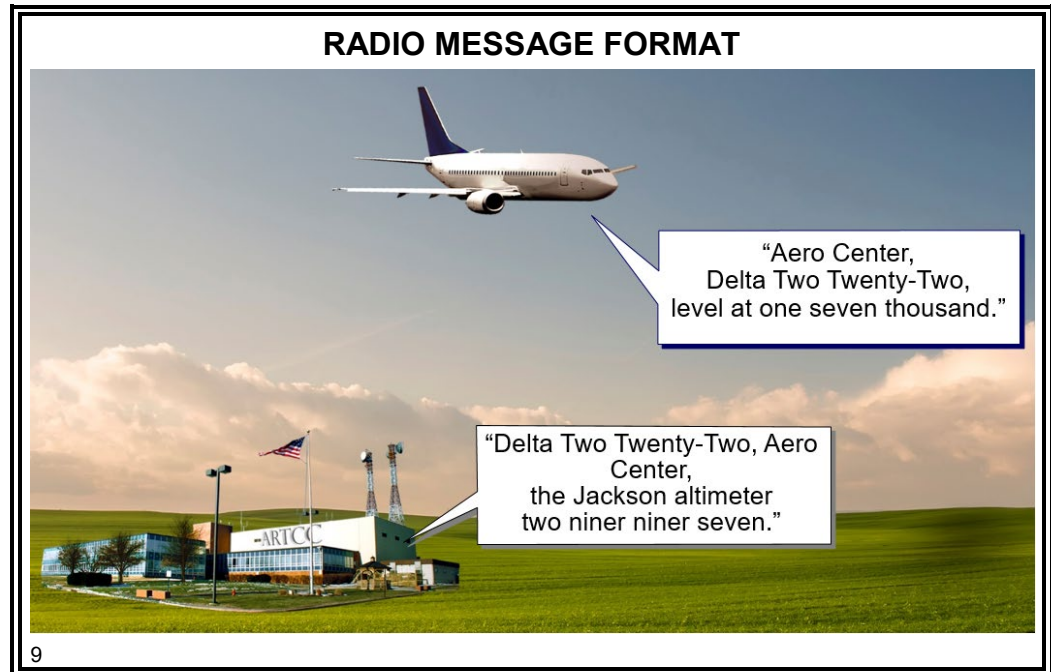 RADIO MESSAGE FORMAT
“Aero Center,
Delta Two Twenty-Two,
level at one seven thousand.”
“Delta Two Twenty-Two, Aero
Center,
the Jackson altimeter
two niner niner seven.”
ARTCC
9